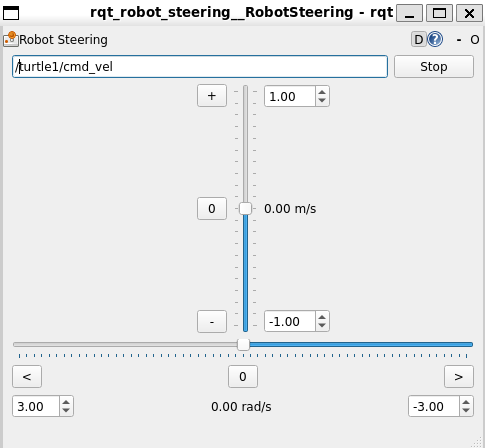 rqt_robot_steering__RobotSteering - rqt
Robot Steering
D ? - O
/turtle1/cmd_vel Stop
+ 1.00
0 0.00 m/s
- -1.00
< 0 >
3.00 0.00 rad/s -3.00